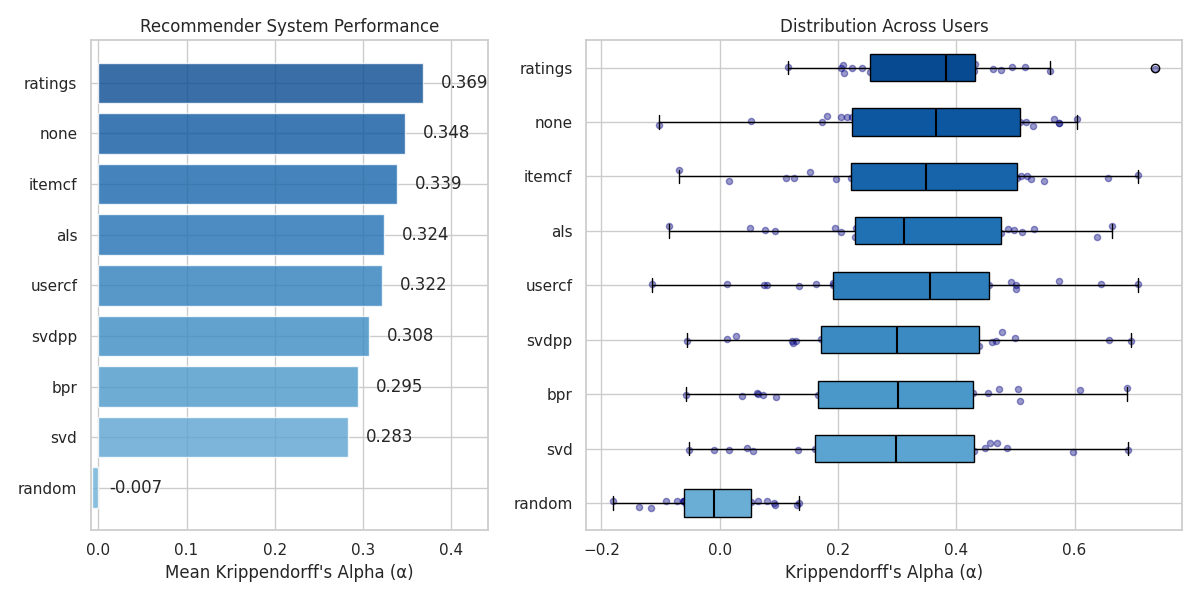 Recommender System Performance
ratings
0.369
none
0.348
itemcf
0.339
als
0.324
usercf
0.322
svdpp
0.308
bpr
0.295
svd
0.283
random
-0.007
0.0 0.1 0.2 0.3 0.4
Mean Krippendorff's Alpha (α)
Distribution Across Users
ratings
none
itemcf
als
usercf
svdpp
bpr
svd
random
−0.2 0.0 0.2 0.4 0.6
Krippendorff's Alpha (α)